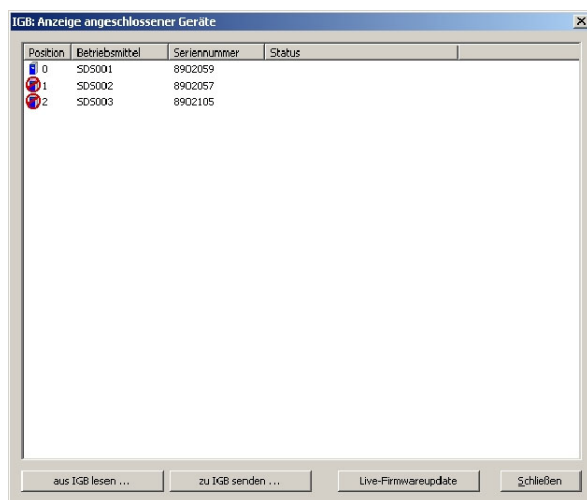 IGB: Anzeige angeschlossener Geräte
Position Betriebsmittel Seriennummer Status
0 SDS001 8902059
1 SDS002 8902057
2 SDS003 8902105
aus IGB lesen ... zu IGB senden ... Live-Firmwareupdate Schließen